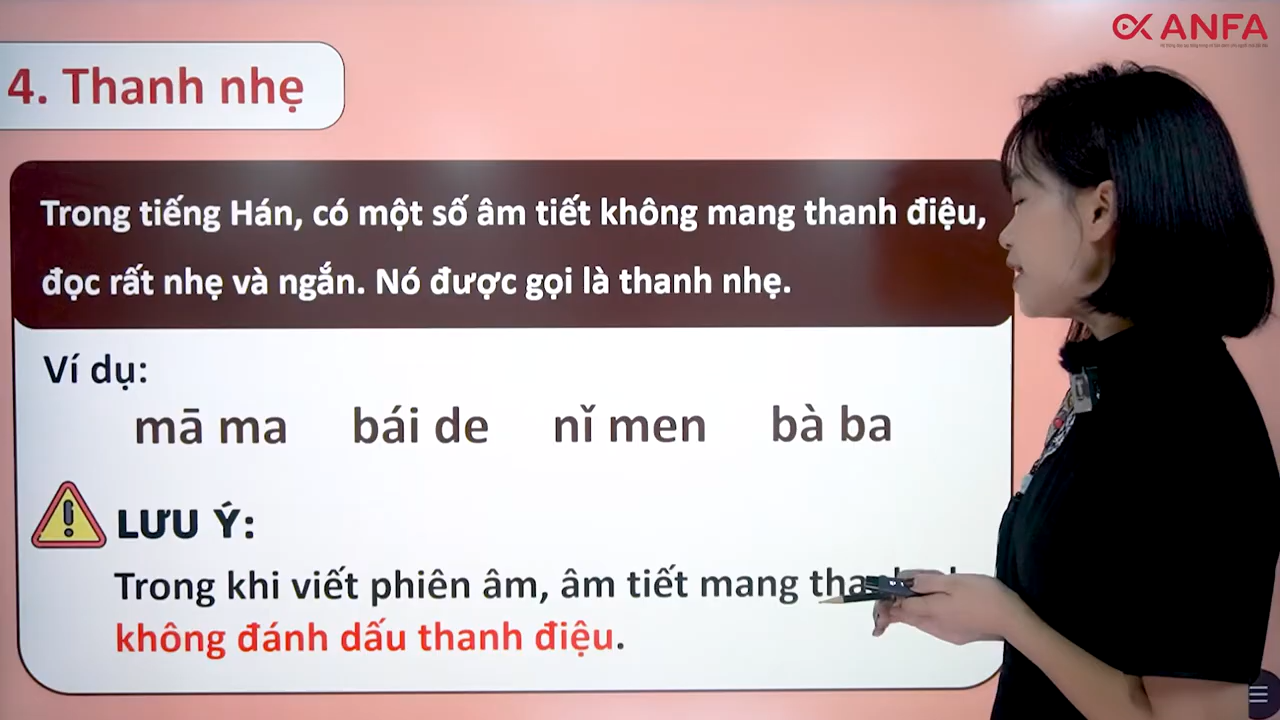 ANFA
4. Thanh nhẹ
Trong tiếng Hán, có một số âm tiết không mang thanh điệu,
đọc rất nhẹ và ngắn. Nó được gọi là thanh nhẹ.
Ví dụ:
mā ma bái de nǐ men bà ba
LƯU Ý:
Trong khi viết phiên âm, âm tiết mang
không đánh dấu thanh điệu.